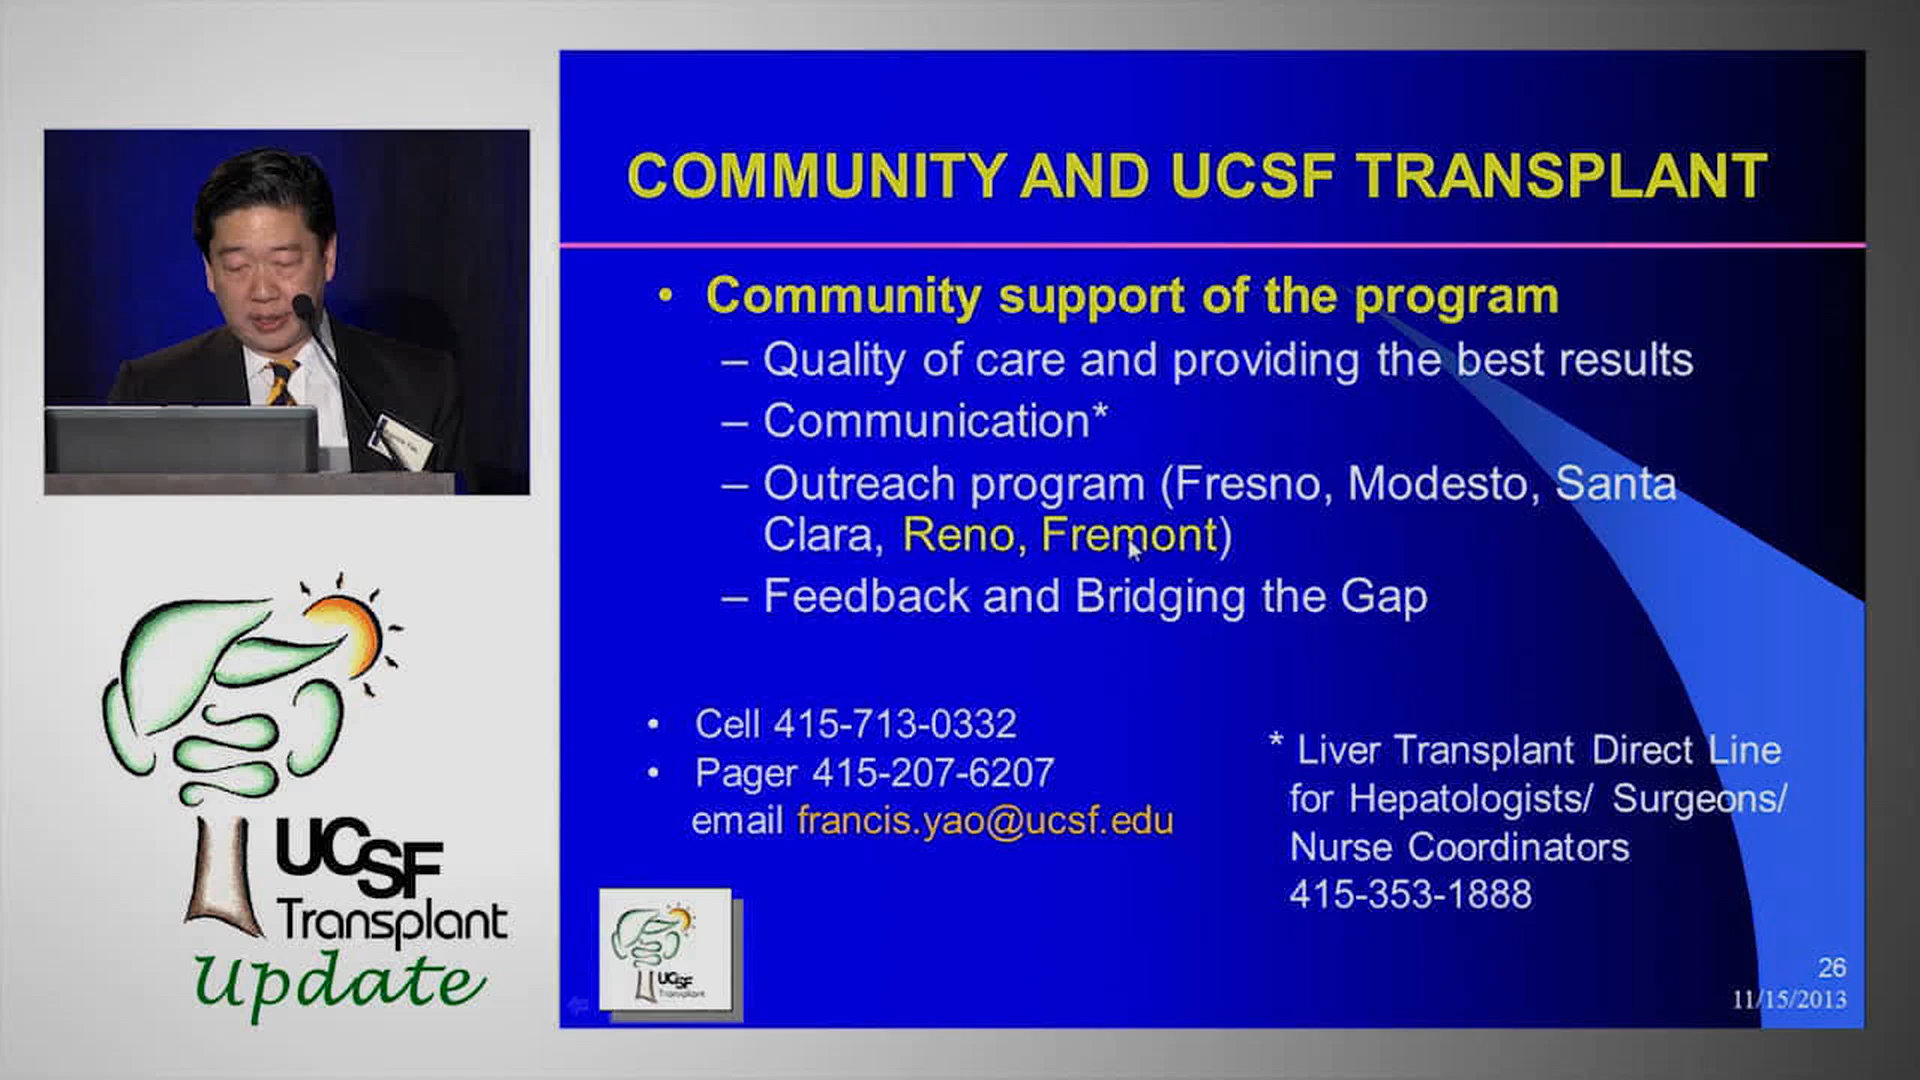 COMMUNITY AND UCSF TRANSPLANT
• Community support of the program
– Quality of care and providing the best results
– Communication*
– Outreach program (Fresno, Modesto, Santa
Clara, Reno, Fremont)
– Feedback and Bridging the Gap
• Cell 415-713-0332
• Pager 415-207-6207
email francis.yao@ucsf.edu
* Liver Transplant Direct Line
for Hepatologists/ Surgeons/
Nurse Coordinators
415-353-1888
26
11/15/2013
UCSF
Transplant
UCSF
Transplant
Update